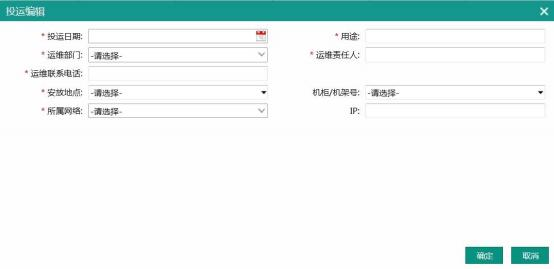 投运编辑
* 投运日期: * 用途:
* 运维部门: -请选择- * 运维责任人:
* 运维联系电话:
* 安放地点: -请选择- 机柜/机架号: -请选择-
* 所属网络: -请选择- IP:
确定 取消